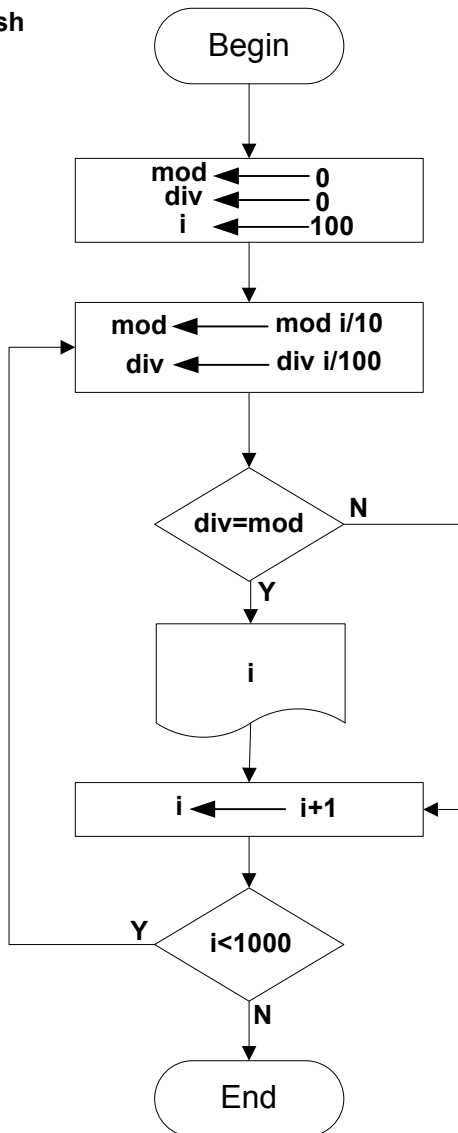 sh
Begin
mod 0
div 0
i 100
mod mod i/10
div div i/100
div=mod
N
Y
i
i i+1
Y
i<1000
N
End